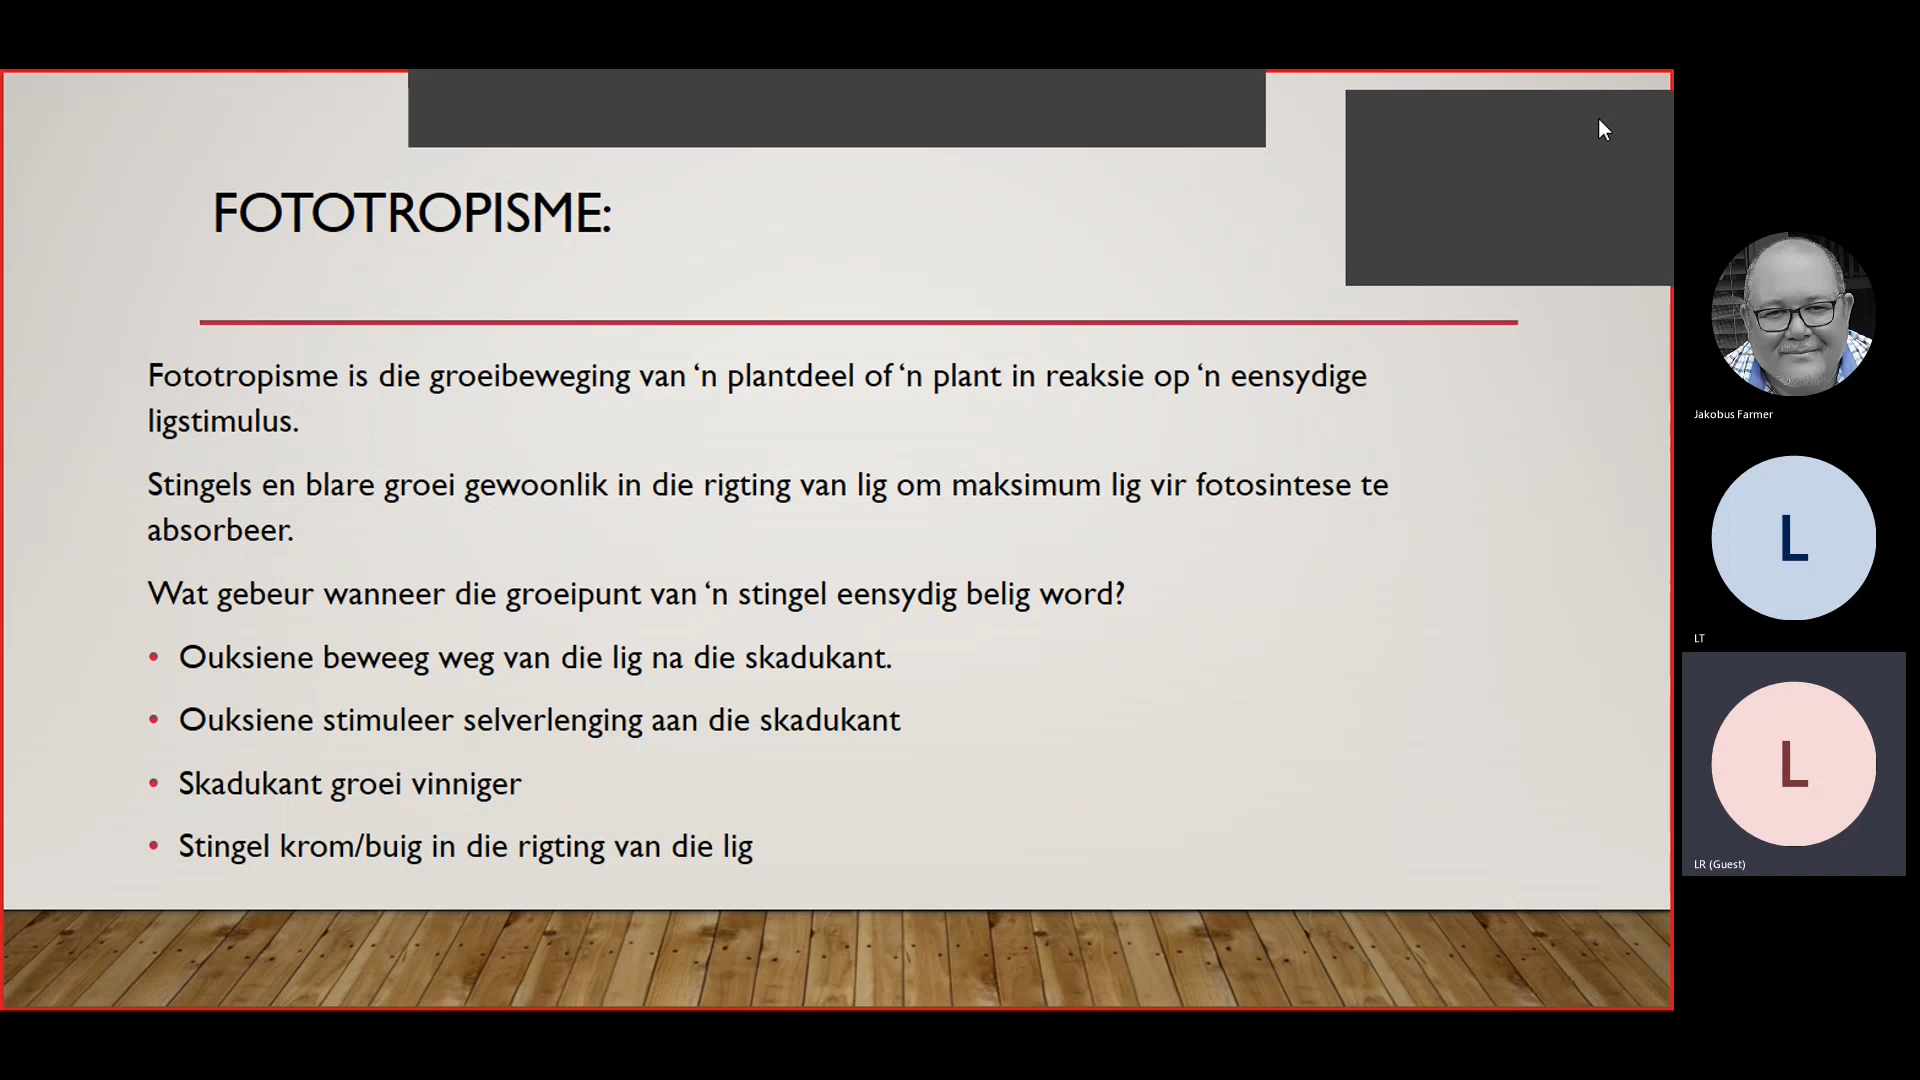 FOTOTROPISME:
Fototropisme is die groeibeweging van ‘n plantdeel of ‘n plant in reaksie op ‘n eensydige
ligstimulus.
Stingels en blare groei gewoonlik in die rigting van lig om maksimum lig vir fotosintese te
absorbeer.
Wat gebeur wanneer die groeipunt van ‘n stingel eensydig belig word?
• Ouksiene beweeg weg van die lig na die skadukant.
• Ouksiene stimuleer selverlenging aan die skadukant
• Skadukant groei vinniger
• Stingel krom/buig in die rigting van die lig
Jakobus Farmer
L
LT
L
LR (Guest)